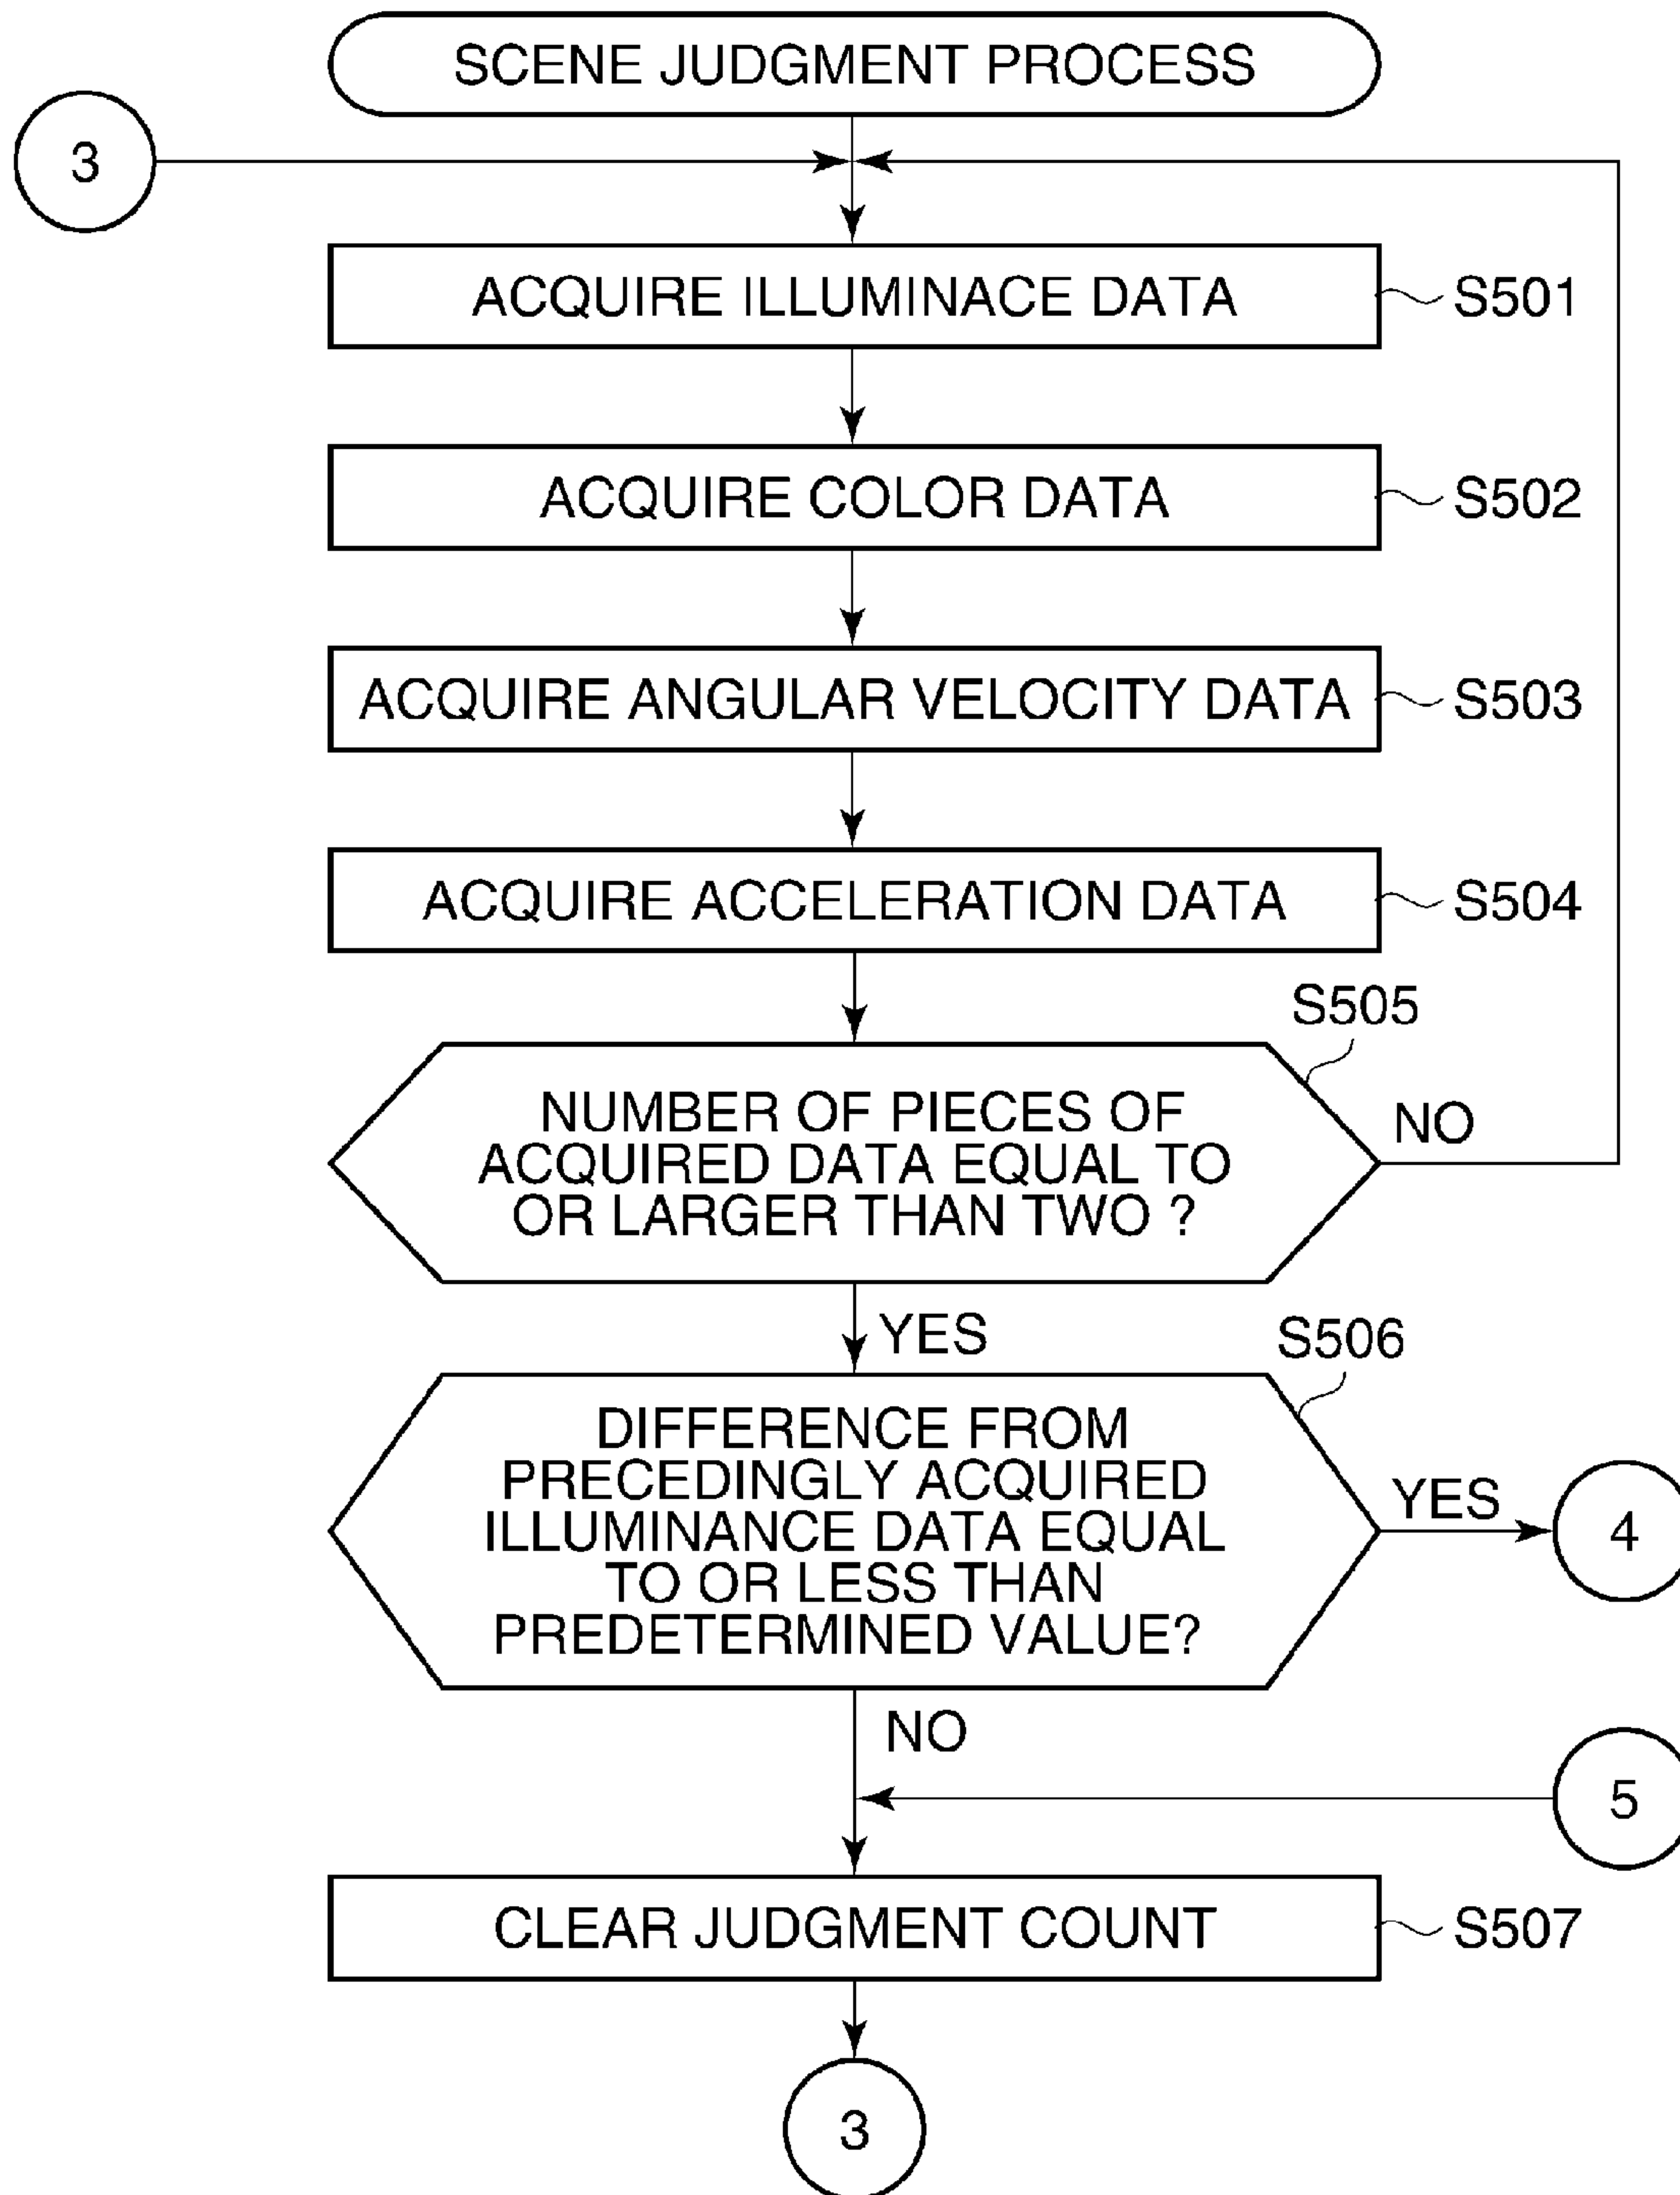 SCENE JUDGMENT PROCESS
3
ACQUIRE ILLUMINACE DATA
S501
ACQUIRE COLOR DATA
S502
ACQUIRE ANGULAR VELOCITY DATA
S503
ACQUIRE ACCELERATION DATA
S504
S505
NUMBER OF PIECES OF
ACQUIRED DATA EQUAL TO
OR LARGER THAN TWO ?
NO
YES
S506
DIFFERENCE FROM
PRECEDINGLY ACQUIRED
ILLUMINANCE DATA EQUAL
TO OR LESS THAN
PREDETERMINED VALUE?
YES
4
NO
5
CLEAR JUDGMENT COUNT
S507
3